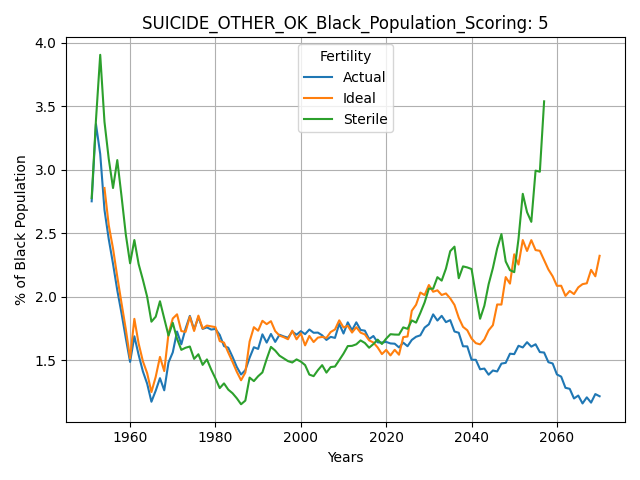 SUICIDE_OTHER_OK_Black_Population_Scoring: 5
Fertility
Actual
Ideal
Sterile
% of Black Population
4.0
3.5
3.0
2.5
2.0
1.5
1960
1980
2000
2020
2040
2060
Years